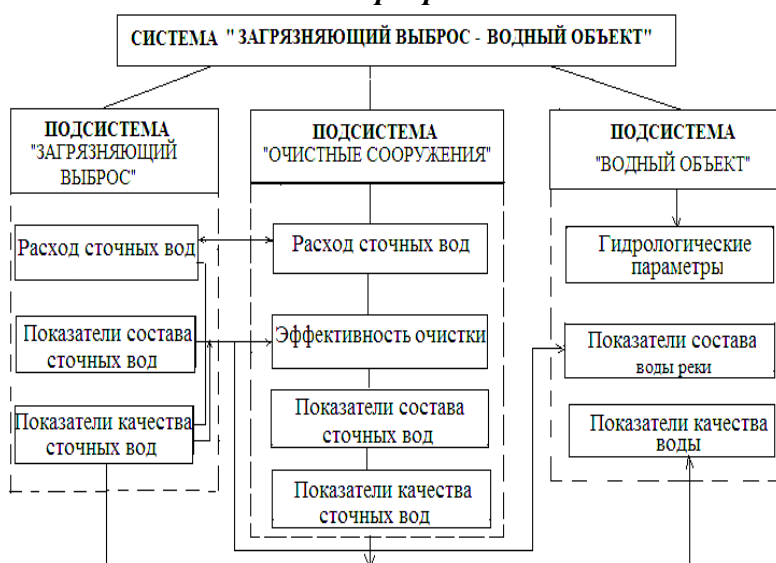 СИСТЕМА " ЗАГРЯЗНЯЮЩИЙ ВЫБРОС - ВОДНЫЙ ОБЪЕКТ"
ПОДСИСТЕМА
"ЗАГРЯЗНЯЮЩИЙ
ВЫБРОС"
Расход сточных вод
Показатели состава
сточных вод
Показатели качества
сточных вод
ПОДСИСТЕМА
"ОЧИСТНЫЕ СООРУЖЕНИЯ"
Расход сточных вод
Эффективность очистки
Показатели состава
сточных вод
Показатели качества
сточных вод
ПОДСИСТЕМА
"ВОДНЫЙ ОБЪЕКТ"
Гидрологические
параметры
Показатели состава
воды реки
Показатели качества
воды